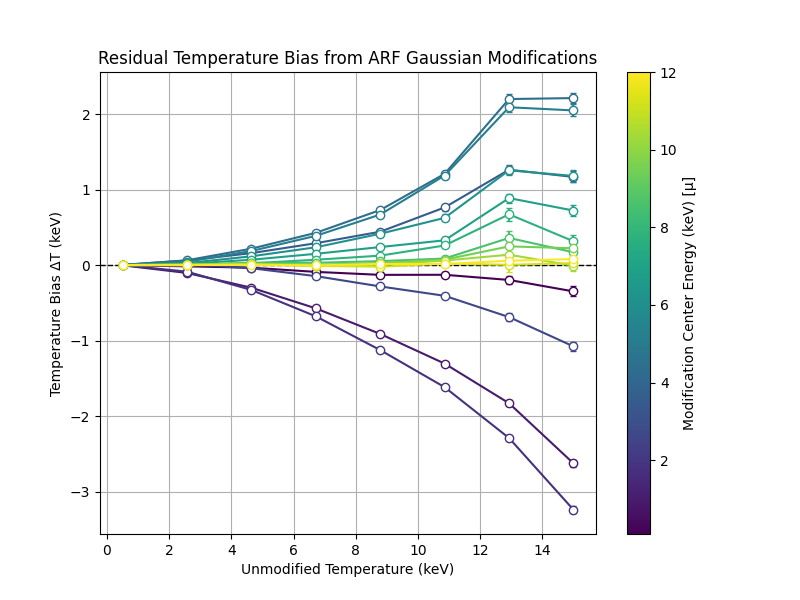 Residual Temperature Bias from ARF Gaussian Modifications
Temperature Bias ΔT (keV)
2
1
0
−1
−2
−3
0 2 4 6 8 10 12 14
Unmodified Temperature (keV)
12
10
8
6
4
2
Modification Center Energy (keV) [μ]